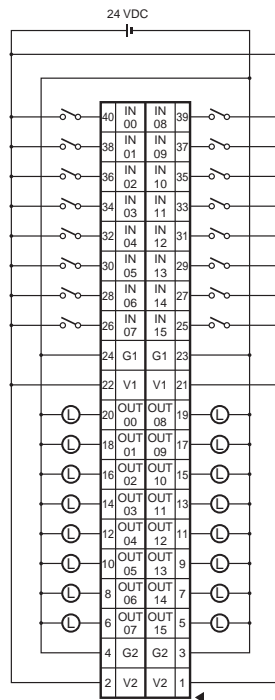 24 VDC
40 IN 00 IN 08 39
38 IN 01 IN 09 37
36 IN 02 IN 10 35
34 IN 03 IN 11 33
32 IN 04 IN 12 31
30 IN 05 IN 13 29
28 IN 06 IN 14 27
26 IN 07 IN 15 25
24 G1 G1 23
22 V1 V1 21
L 20 OUT 00 OUT 08 19 L
L 18 OUT 01 OUT 09 17 L
L 16 OUT 02 OUT 10 15 L
L 14 OUT 03 OUT 11 13 L
L 12 OUT 04 OUT 12 11 L
L 10 OUT 05 OUT 13 9 L
L 8 OUT 06 OUT 14 7 L
L 6 OUT 07 OUT 15 5 L
4 G2 G2 3
2 V2 V2 1